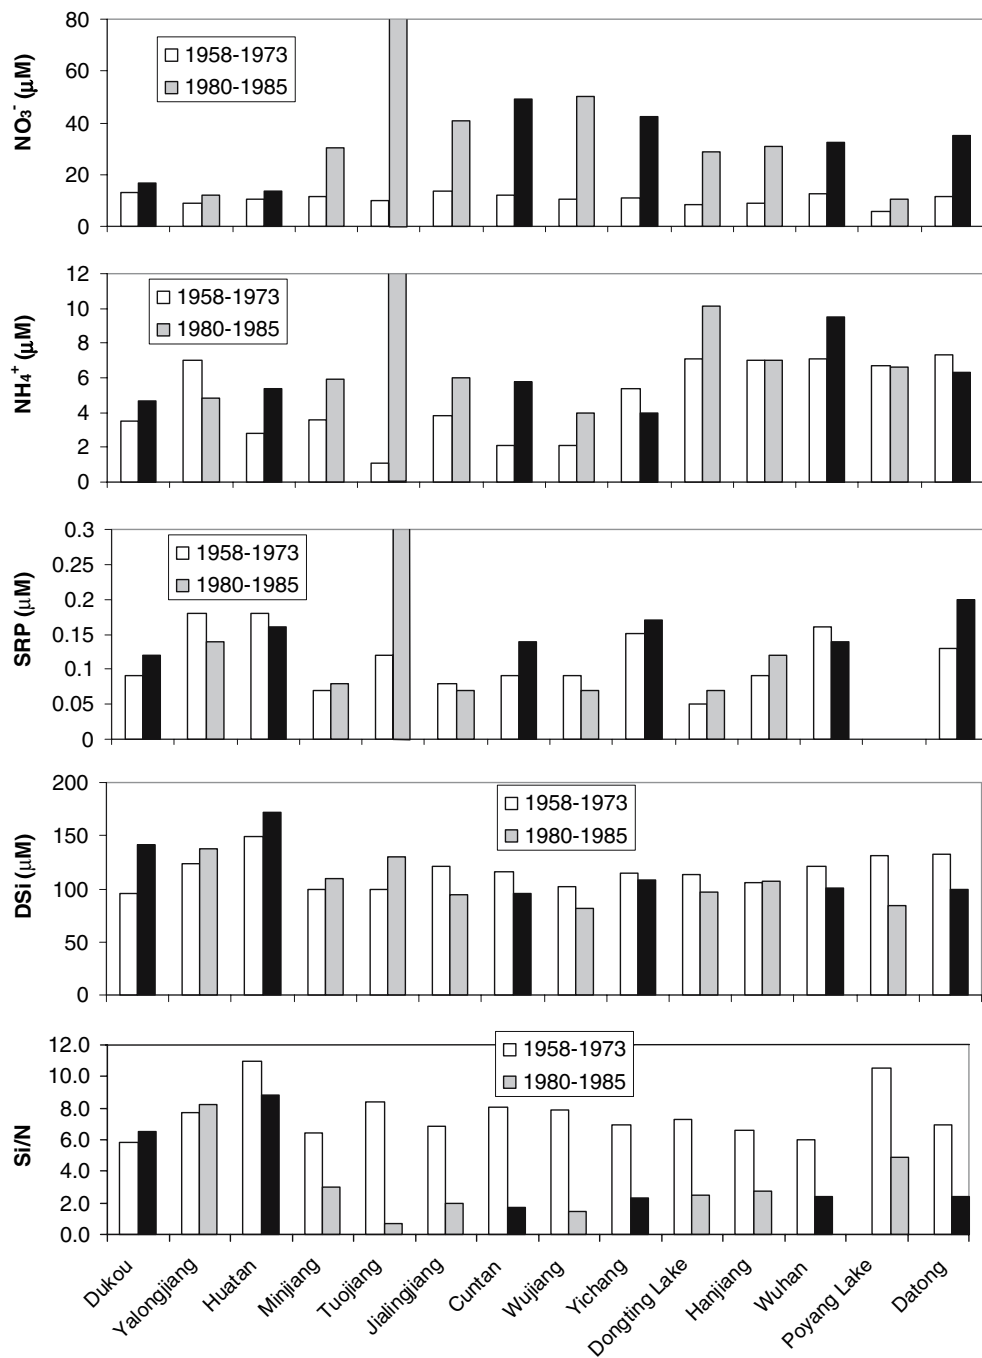 NO₃⁻ (μM)
80
60
40
20
0
1958-1973
1980-1985
NH₄⁺ (μM)
12
10
8
6
4
2
0
1958-1973
1980-1985
SRP (μM)
0.3
0.25
0.2
0.15
0.1
0.05
0
1958-1973
1980-1985
DSi (μM)
200
150
100
50
0
1958-1973
1980-1985
Si/N
12.0
10.0
8.0
6.0
4.0
2.0
0.0
1958-1973
1980-1985
Dukou
Yalongjiang
Huatan
Minjiang
Tuojiang
Jialingjiang
Cuntan
Wujiang
Yichang
Dongting Lake
Hanjiang
Wuhan
Poyang Lake
Datong